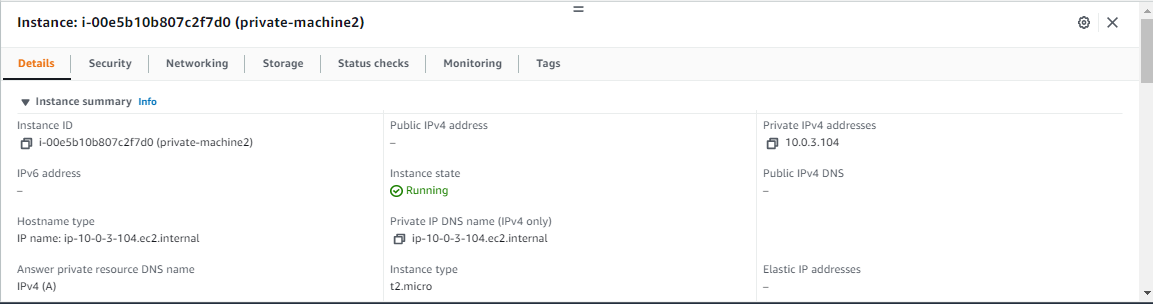 Instance: i-00e5b10b807c2f7d0 (private-machine2)
Details Security Networking Storage Status checks Monitoring Tags
Instance summary Info
Instance ID
i-00e5b10b807c2f7d0 (private-machine2)
Public IPv4 address
–
Private IPv4 addresses
10.0.3.104
IPv6 address
–
Instance state
Running
Public IPv4 DNS
–
Hostname type
IP name: ip-10-0-3-104.ec2.internal
Private IP DNS name (IPv4 only)
ip-10-0-3-104.ec2.internal
Answer private resource DNS name
IPv4 (A)
Instance type
t2.micro
Elastic IP addresses
–